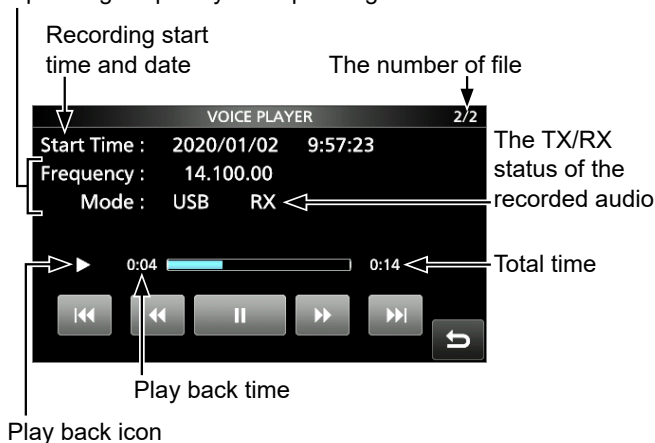 Recording start
time and date
The number of file
VOICE PLAYER 2/2
Start Time : 2020/01/02 9:57:23
Frequency : 14.100.00
Mode : USB RX
The TX/RX
status of the
recorded audio
0:04 0:14
Total time
Play back time
Play back icon